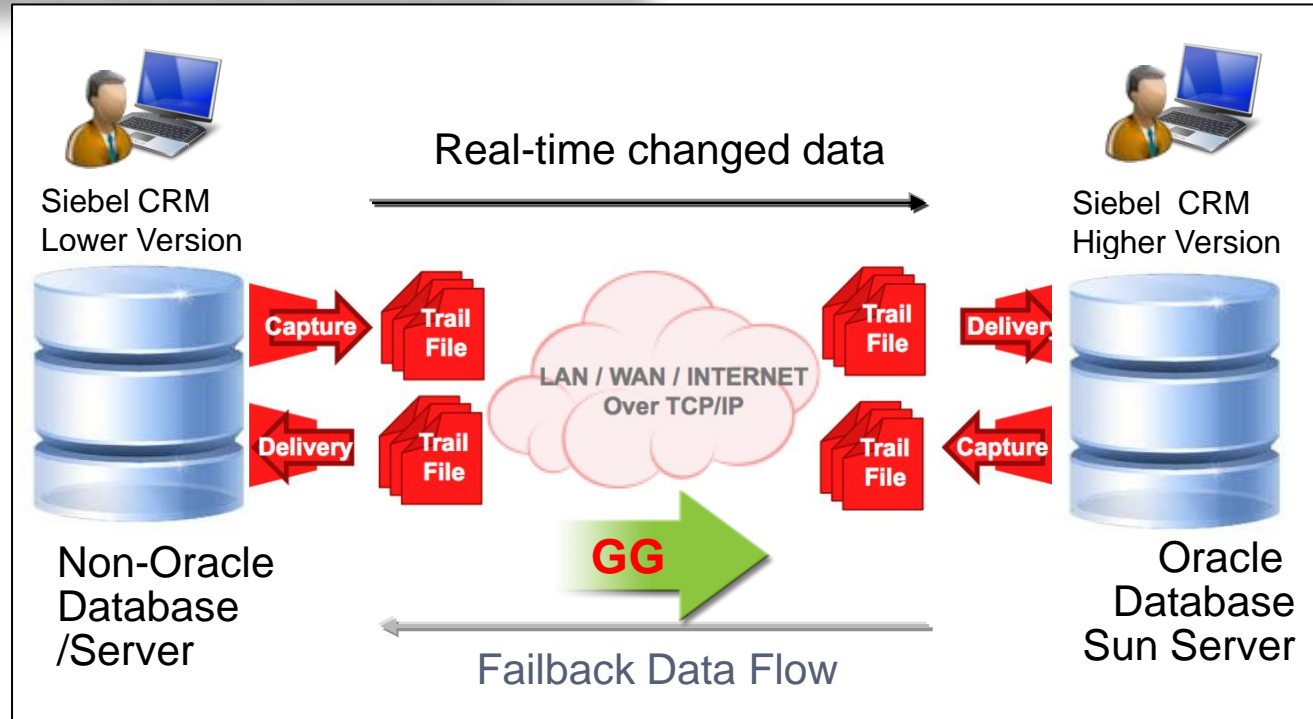 Real-time changed data
Siebel CRM
Lower Version
Siebel CRM
Higher Version
Capture
Trail
File
LAN / WAN / INTERNET
Over TCP/IP
Trail
File
Delivery
Delivery
Trail
File
Trail
File
Capture
GG
Non-Oracle
Database
/Server
Oracle
Database
Sun Server
Failback Data Flow